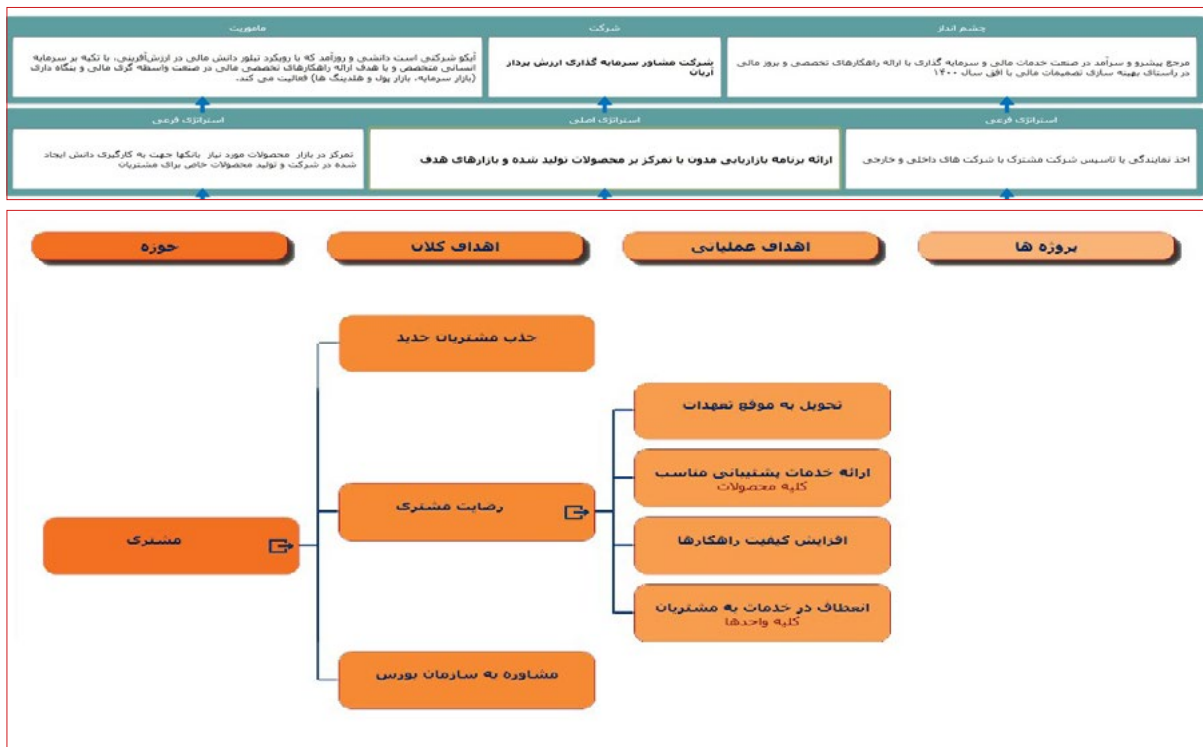 چشم انداز
شرکت
ماموریت
مرجع پیشرو و سرآمد در صنعت خدمات مالی و سرمایه گذاری با ارائه راهکارهای تخصصی و بروز مالی
در راستای بهینه سازی تصمیمات مالی با افق سال ۱۴۰۰
شرکت مشاور سرمایه گذاری ارزش پرداز
آریان
آیکو شرکتی است دانشی و روزآمد که با رویکرد تبلور دانش مالی در ارزش‌آفرینی، با تکیه بر سرمایه
انسانی متخصص و با هدف ارائه راهکارهای تخصصی مالی در صنعت واسطه گری مالی و بنگاه داری
(بازار سرمایه، بازار پول و هلدینگ ها) فعالیت می کند.
استراتژی فرعی
استراتژی اصلی
استراتژی فرعی
اخذ نمایندگی یا تاسیس شرکت مشترک با شرکت های داخلی و خارجی
ارائه برنامه بازاریابی مدون با تمرکز بر محصولات تولید شده و بازارهای هدف
تمرکز در بازار محصولات مورد نیاز بانکها جهت به کارگیری دانش ایجاد
شده در شرکت و تولید محصولات خاص برای مشتریان
حوزه
اهداف کلان
اهداف عملیاتی
پروژه ها
مشتری
جذب مشتریان جدید
رضایت مشتری
مشاوره به سازمان بورس
تحویل به موقع تعهدات
ارائه خدمات پشتیبانی مناسب
کلیه محصولات
افزایش کیفیت راهکارها
انعطاف در خدمات به مشتریان
کلیه واحدها